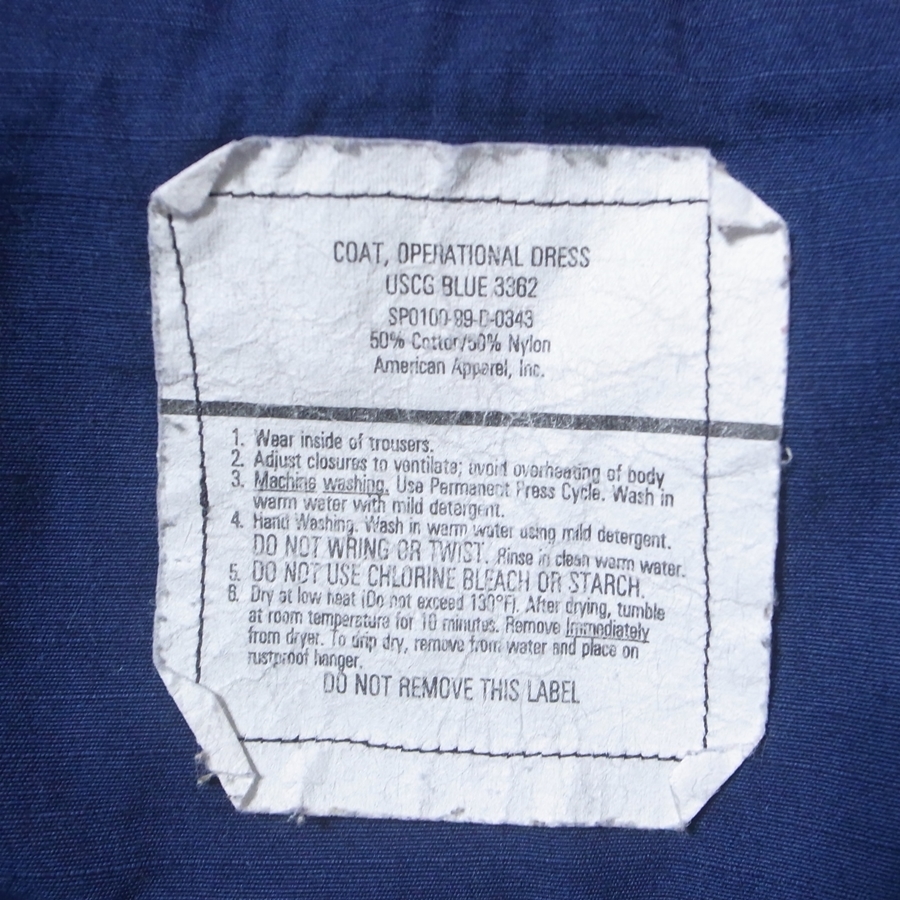 COAT, OPERATIONAL DRESS
USCG BLUE 3362
SP0100-99-D-0343
50% Cotton/50% Nylon
American Apparel, Inc.
1. Wear inside of trousers.
2. Adjust closures to ventilate; avoid overheating of body
3. Machine washing. Use Permanent Press Cycle. Wash in
warm water with mild detergent.
4. Hand Washing. Wash in warm water using mild detergent.
DO NOT WRING OR TWIST. Rinse in clean warm water.
5. DO NOT USE CHLORINE BLEACH OR STARCH.
6. Dry at low heat (Do not exceed 130°F). After drying, tumble
at room temperature for 10 minutes. Remove immediately
from dryer. To drip dry, remove from water and place on
rustproof hanger.
DO NOT REMOVE THIS LABEL